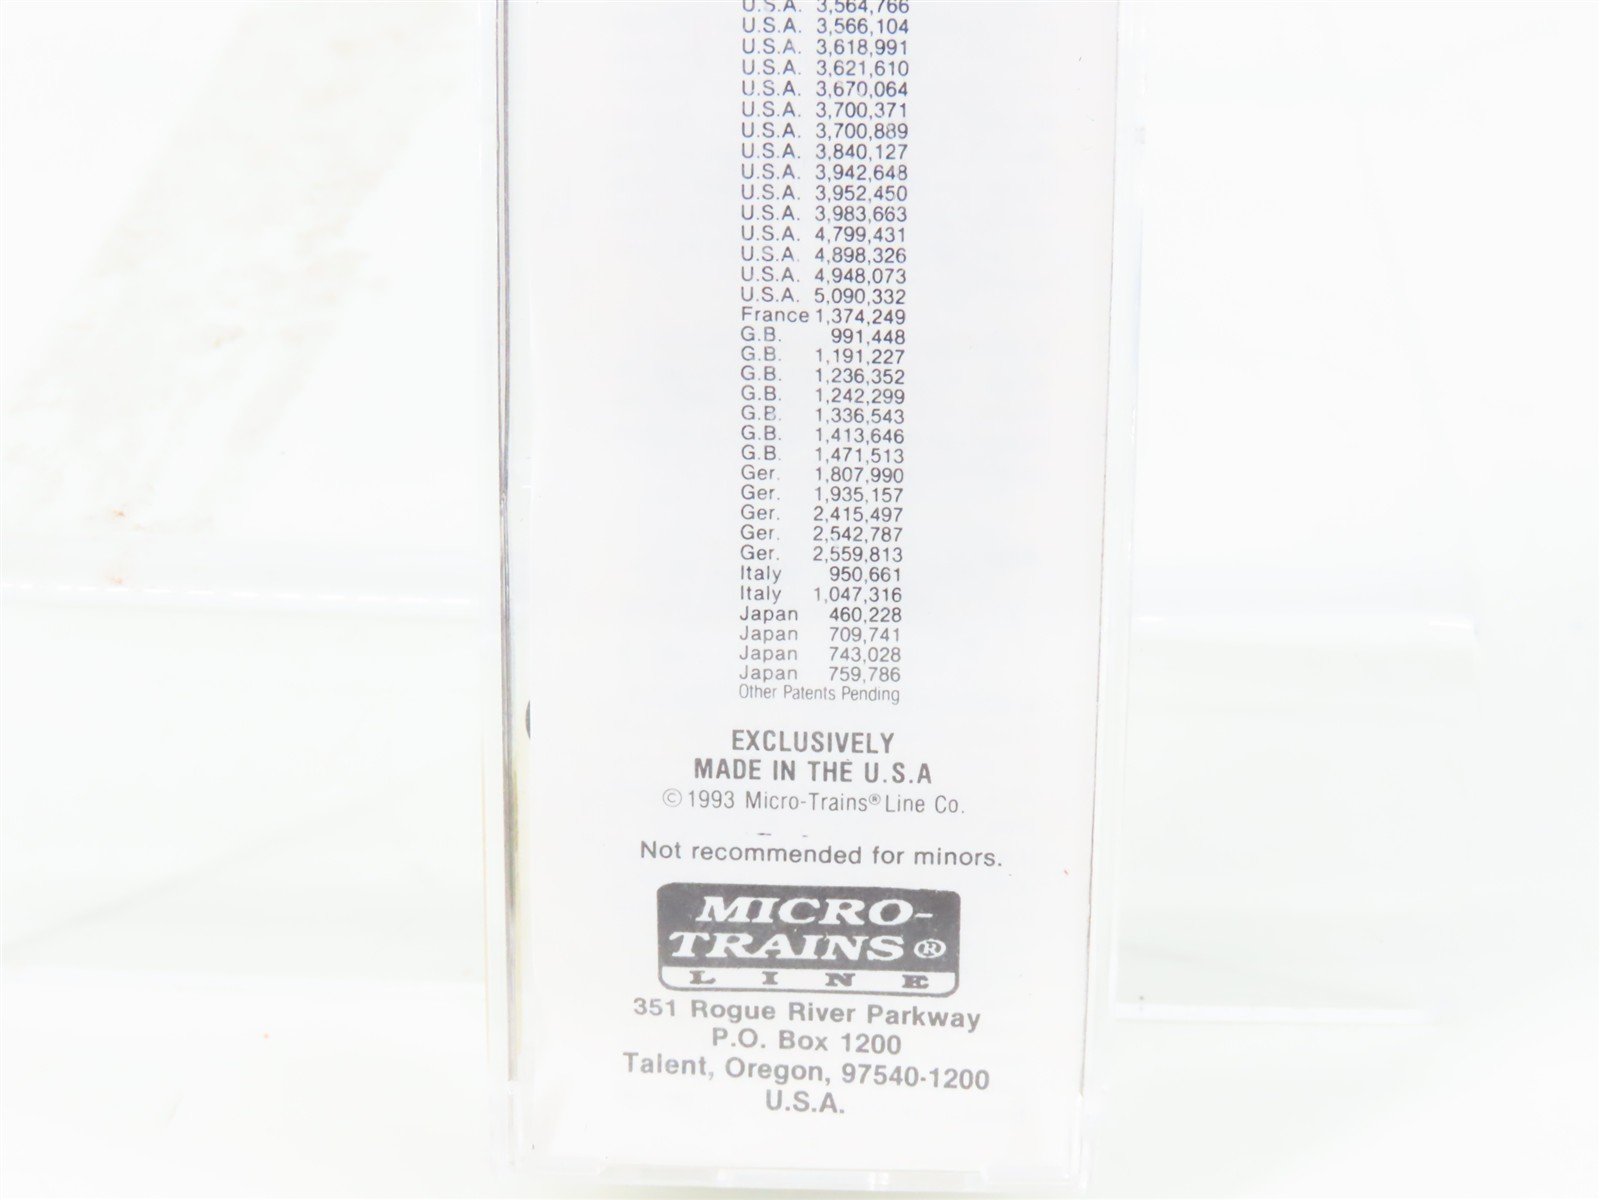 U.S.A. 3,564,766
U.S.A. 3,566,104
U.S.A. 3,618,991
U.S.A. 3,621,610
U.S.A. 3,670,064
U.S.A. 3,700,371
U.S.A. 3,700,889
U.S.A. 3,840,127
U.S.A. 3,942,648
U.S.A. 3,952,450
U.S.A. 3,983,663
U.S.A. 4,799,431
U.S.A. 4,898,326
U.S.A. 4,948,073
U.S.A. 5,090,332
France 1,374,249
G.B. 991,448
G.B. 1,191,227
G.B. 1,236,352
G.B. 1,242,299
G.B. 1,336,543
G.B. 1,413,646
G.B. 1,471,513
Ger. 1,807,990
Ger. 1,935,157
Ger. 2,415,497
Ger. 2,542,787
Ger. 2,559,813
Italy 950,661
Italy 1,047,316
Japan 460,228
Japan 709,741
Japan 743,028
Japan 759,786
Other Patents Pending
EXCLUSIVELY
MADE IN THE U.S.A
© 1993 Micro-Trains® Line Co.
Not recommended for minors.
MICRO-
TRAINS®
LINE
351 Rogue River Parkway
P.O. Box 1200
Talent, Oregon, 97540-1200
U.S.A.